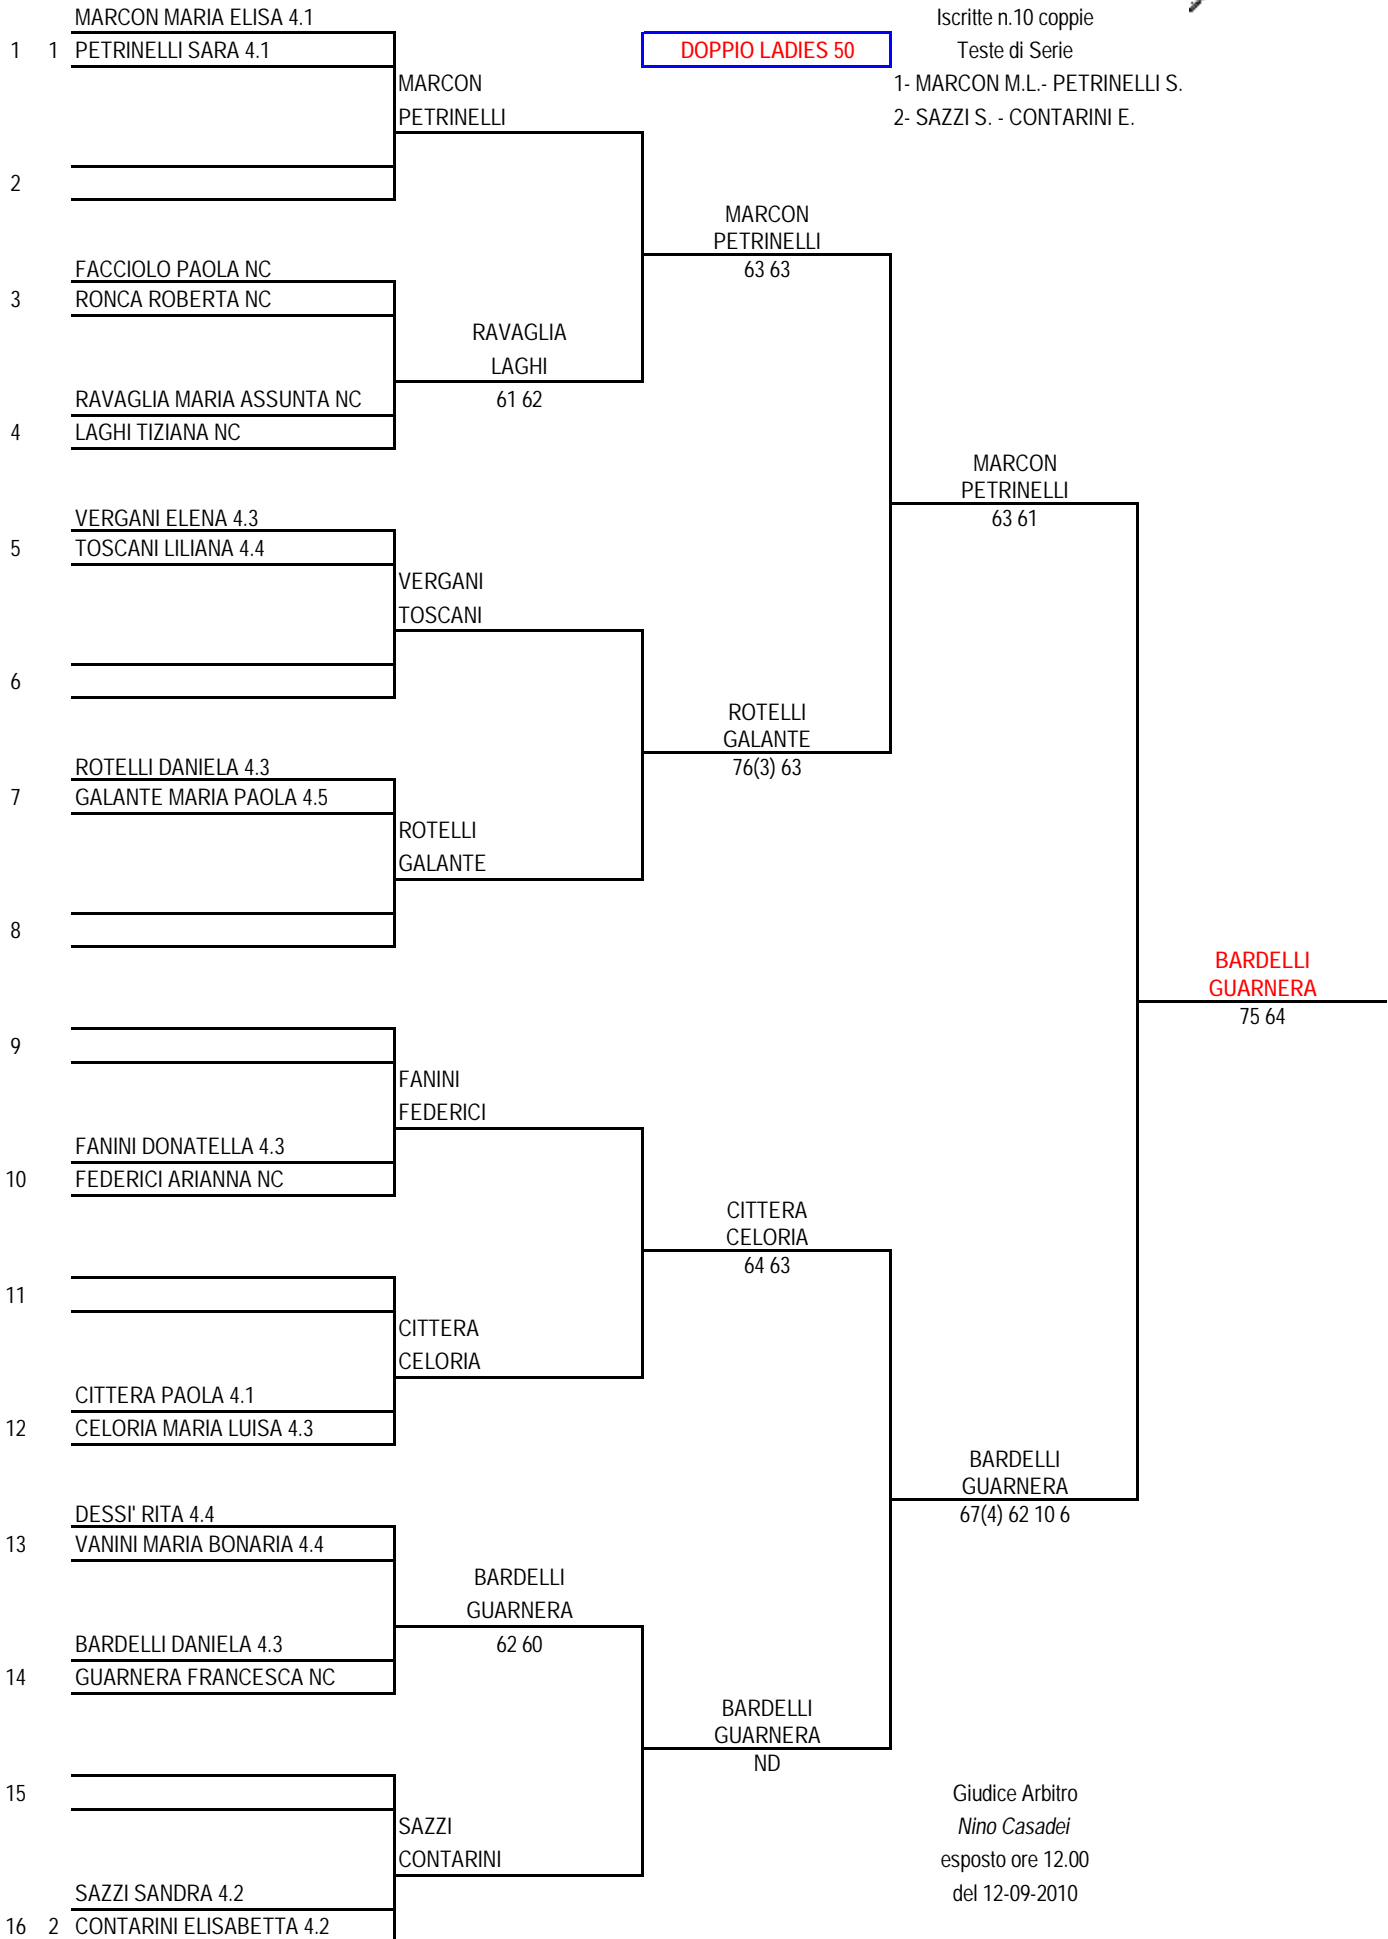 MARCON MARIA ELISA 4.1
1 1 PETRINELLI SARA 4.1
DOPPIO LADIES 50
Iscritte n.10 coppie
Teste di Serie
1- MARCON M.L.- PETRINELLI S.
2- SAZZI S. - CONTARINI E.
MARCON
PETRINELLI
2
MARCON
PETRINELLI
63 63
FACCIOLO PAOLA NC
3 RONCA ROBERTA NC
RAVAGLIA
LAGHI
61 62
RAVAGLIA MARIA ASSUNTA NC
4 LAGHI TIZIANA NC
MARCON
PETRINELLI
63 61
VERGANI ELENA 4.3
5 TOSCANI LILIANA 4.4
VERGANI
TOSCANI
6
ROTELLI
GALANTE
76(3) 63
ROTELLI DANIELA 4.3
7 GALANTE MARIA PAOLA 4.5
ROTELLI
GALANTE
8
BARDELLI
GUARNERA
75 64
9
FANINI
FEDERICI
FANINI DONATELLA 4.3
10 FEDERICI ARIANNA NC
CITTERA
CELORIA
64 63
11
CITTERA
CELORIA
CITTERA PAOLA 4.1
12 CELORIA MARIA LUISA 4.3
BARDELLI
GUARNERA
67(4) 62 10 6
DESSI' RITA 4.4
13 VANINI MARIA BONARIA 4.4
BARDELLI
GUARNERA
62 60
BARDELLI DANIELA 4.3
14 GUARNERA FRANCESCA NC
BARDELLI
GUARNERA
ND
15
SAZZI
CONTARINI
Giudice Arbitro
Nino Casadei
esposto ore 12.00
del 12-09-2010
SAZZI SANDRA 4.2
16 2 CONTARINI ELISABETTA 4.2